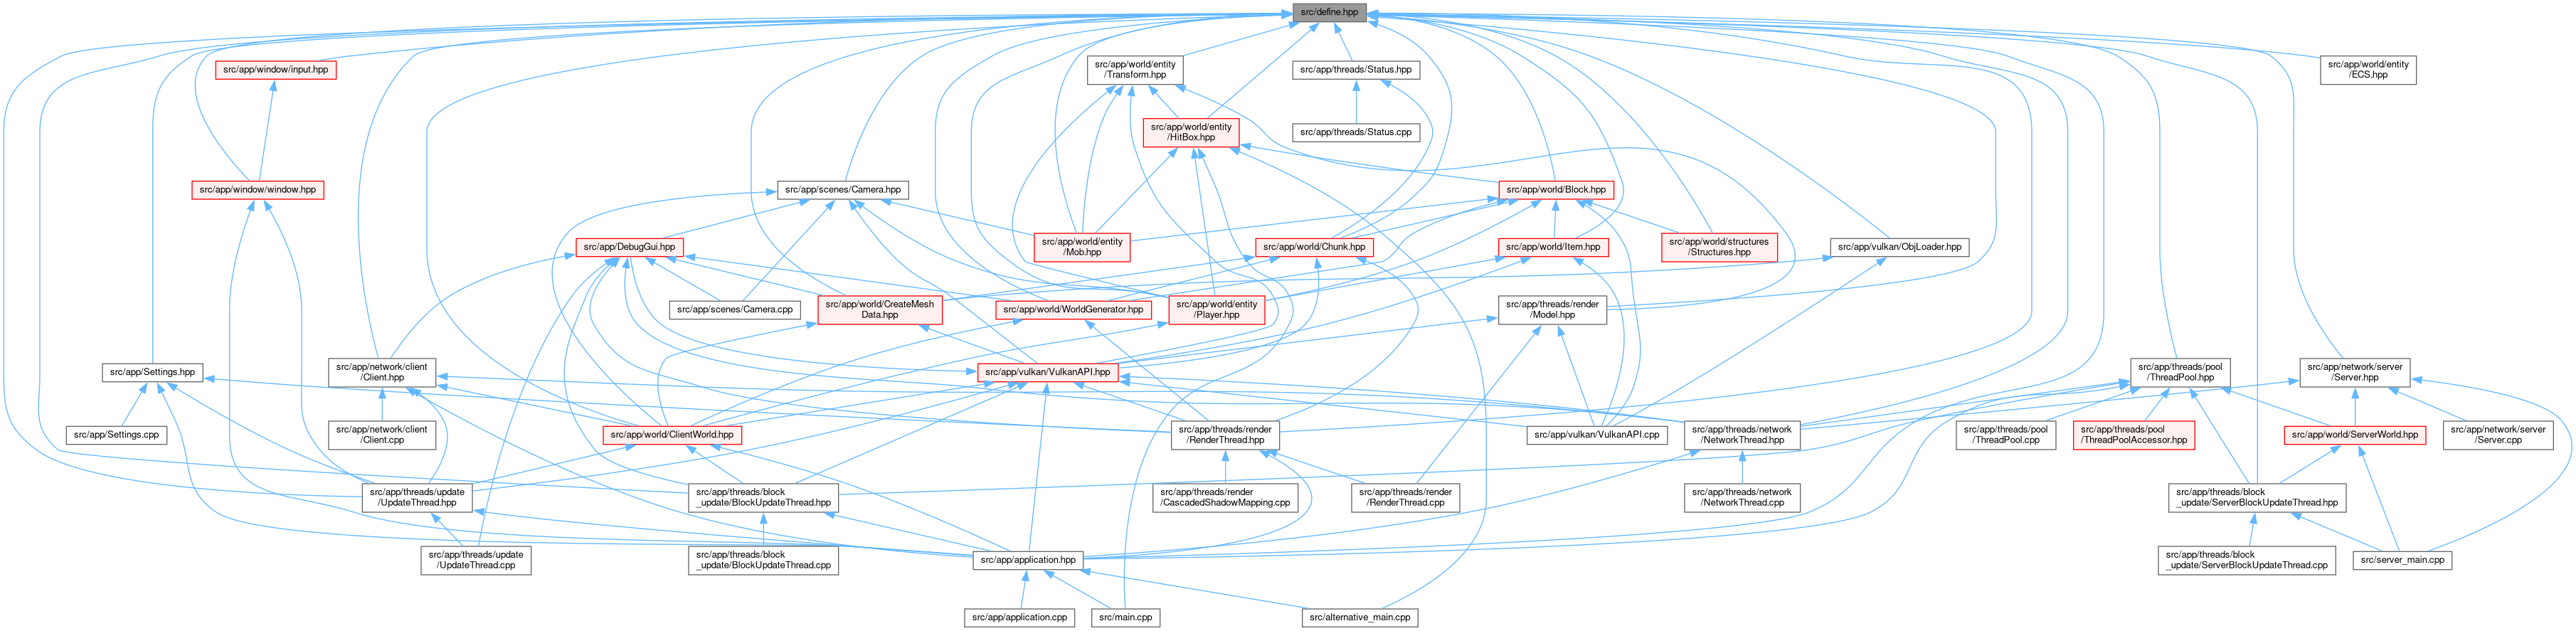 src/define.hpp
src/app/window/input.hpp
src/app/world/entity
/Transform.hpp
src/app/threads/Status.hpp
src/app/world/entity
/ECS.hpp
src/app/world/entity
/HitBox.hpp
src/app/threads/Status.cpp
src/app/window/window.hpp
src/app/scenes/Camera.hpp
src/app/world/Block.hpp
src/app/DebugGui.hpp
src/app/world/entity
/Mob.hpp
src/app/world/Chunk.hpp
src/app/world/Item.hpp
src/app/world/structures
/Structures.hpp
src/app/vulkan/ObjLoader.hpp
src/app/scenes/Camera.cpp
src/app/world/CreateMesh
Data.hpp
src/app/world/WorldGenerator.hpp
src/app/world/entity
/Player.hpp
src/app/threads/render
/Model.hpp
src/app/Settings.hpp
src/app/network/client
/Client.hpp
src/app/vulkan/VulkanAPI.hpp
src/app/threads/pool
/ThreadPool.hpp
src/app/network/server
/Server.hpp
src/app/Settings.cpp
src/app/network/client
/Client.cpp
src/app/world/ClientWorld.hpp
src/app/threads/render
/RenderThread.hpp
src/app/vulkan/VulkanAPI.cpp
src/app/threads/network
/NetworkThread.hpp
src/app/threads/pool
/ThreadPool.cpp
src/app/threads/pool
/ThreadPoolAccessor.hpp
src/app/world/ServerWorld.hpp
src/app/network/server
/Server.cpp
src/app/threads/update
/UpdateThread.hpp
src/app/threads/block
_update/BlockUpdateThread.hpp
src/app/threads/render
/CascadedShadowMapping.cpp
src/app/threads/render
/RenderThread.cpp
src/app/threads/network
/NetworkThread.cpp
src/app/threads/block
_update/ServerBlockUpdateThread.hpp
src/app/threads/update
/UpdateThread.cpp
src/app/threads/block
_update/BlockUpdateThread.cpp
src/app/application.hpp
src/app/threads/block
_update/ServerBlockUpdateThread.cpp
src/server_main.cpp
src/app/application.cpp
src/main.cpp
src/alternative_main.cpp